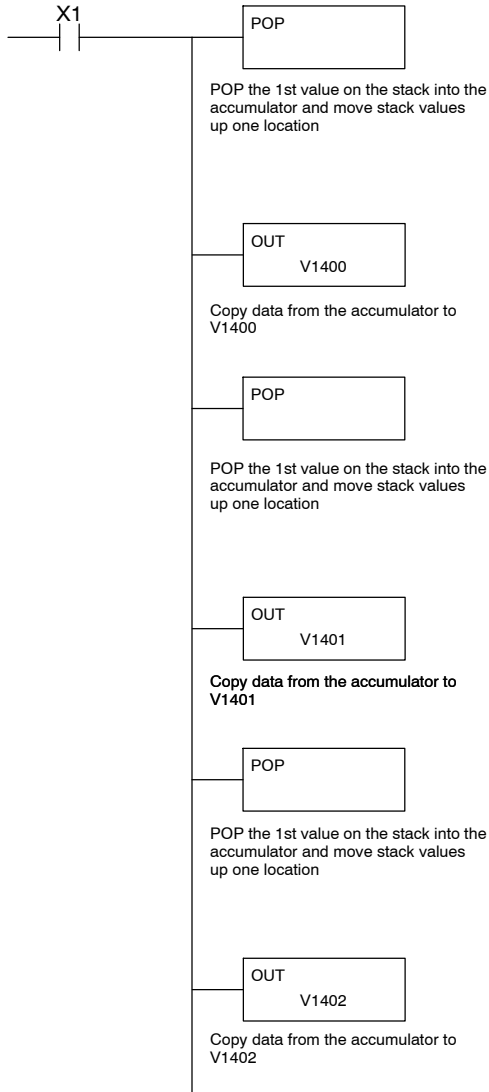 X1
POP
POP the 1st value on the stack into the
accumulator and move stack values
up one location
OUT
V1400
Copy data from the accumulator to
V1400
POP
POP the 1st value on the stack into the
accumulator and move stack values
up one location
OUT
V1401
Copy data from the accumulator to
V1401
POP
POP the 1st value on the stack into the
accumulator and move stack values
up one location
OUT
V1402
Copy data from the accumulator to
V1402